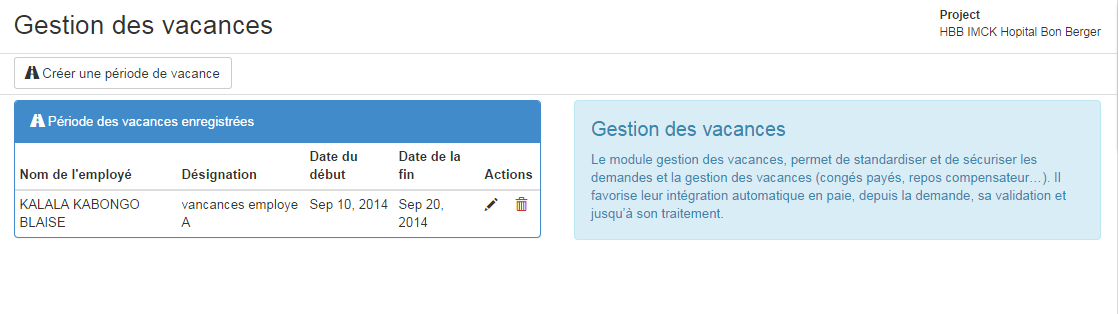 Gestion des vacances
Project
HBB IMCK Hopital Bon Berger
Créer une période de vacance
Période des vacances enregistrées
Nom de l'employé Désignation Date du début Date de la fin Actions
KALALA KABONGO BLAISE vancances employe A Sep 10, 2014 Sep 20, 2014
Gestion des vacances
Le module gestion des vacances, permet de standardiser et de sécuriser les
demandes et la gestion des vacances (congés payés, repos compensateur…). Il
favorise leur intégration automatique en paie, depuis la demande, sa validation et
jusqu'à son traitement.